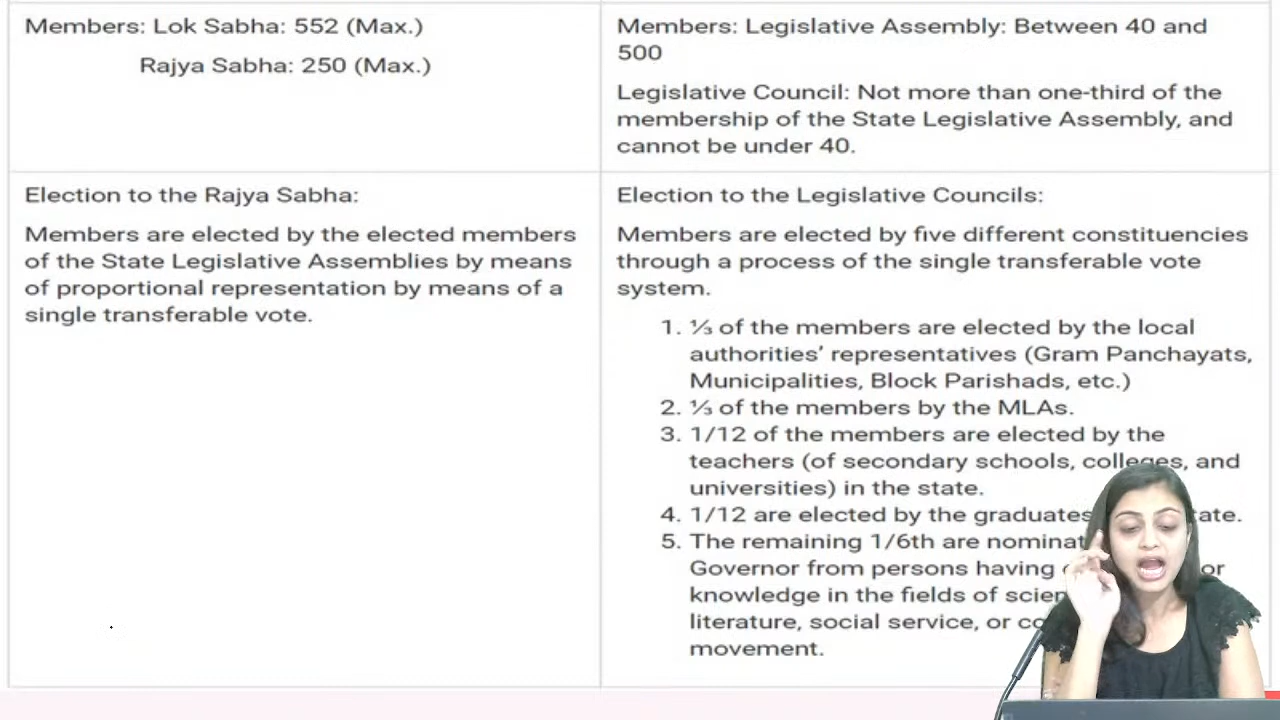 Members: Lok Sabha: 552 (Max.)
Rajya Sabha: 250 (Max.)
Members: Legislative Assembly: Between 40 and
500
Legislative Council: Not more than one-third of the
membership of the State Legislative Assembly, and
cannot be under 40.
Election to the Rajya Sabha:
Members are elected by the elected members
of the State Legislative Assemblies by means
of proportional representation by means of a
single transferable vote.
Election to the Legislative Councils:
Members are elected by five different constituencies
through a process of the single transferable vote
system.
1. ⅓ of the members are elected by the local
authorities’ representatives (Gram Panchayats,
Municipalities, Block Parishads, etc.)
2. ⅓ of the members by the MLAs.
3. 1/12 of the members are elected by the
teachers (of secondary schools, colleges, and
universities) in the state.
4. 1/12 are elected by the graduates
5. The remaining 1/6th are
Governor from persons having or
knowledge in the fields of
literature, social service, or
movement.